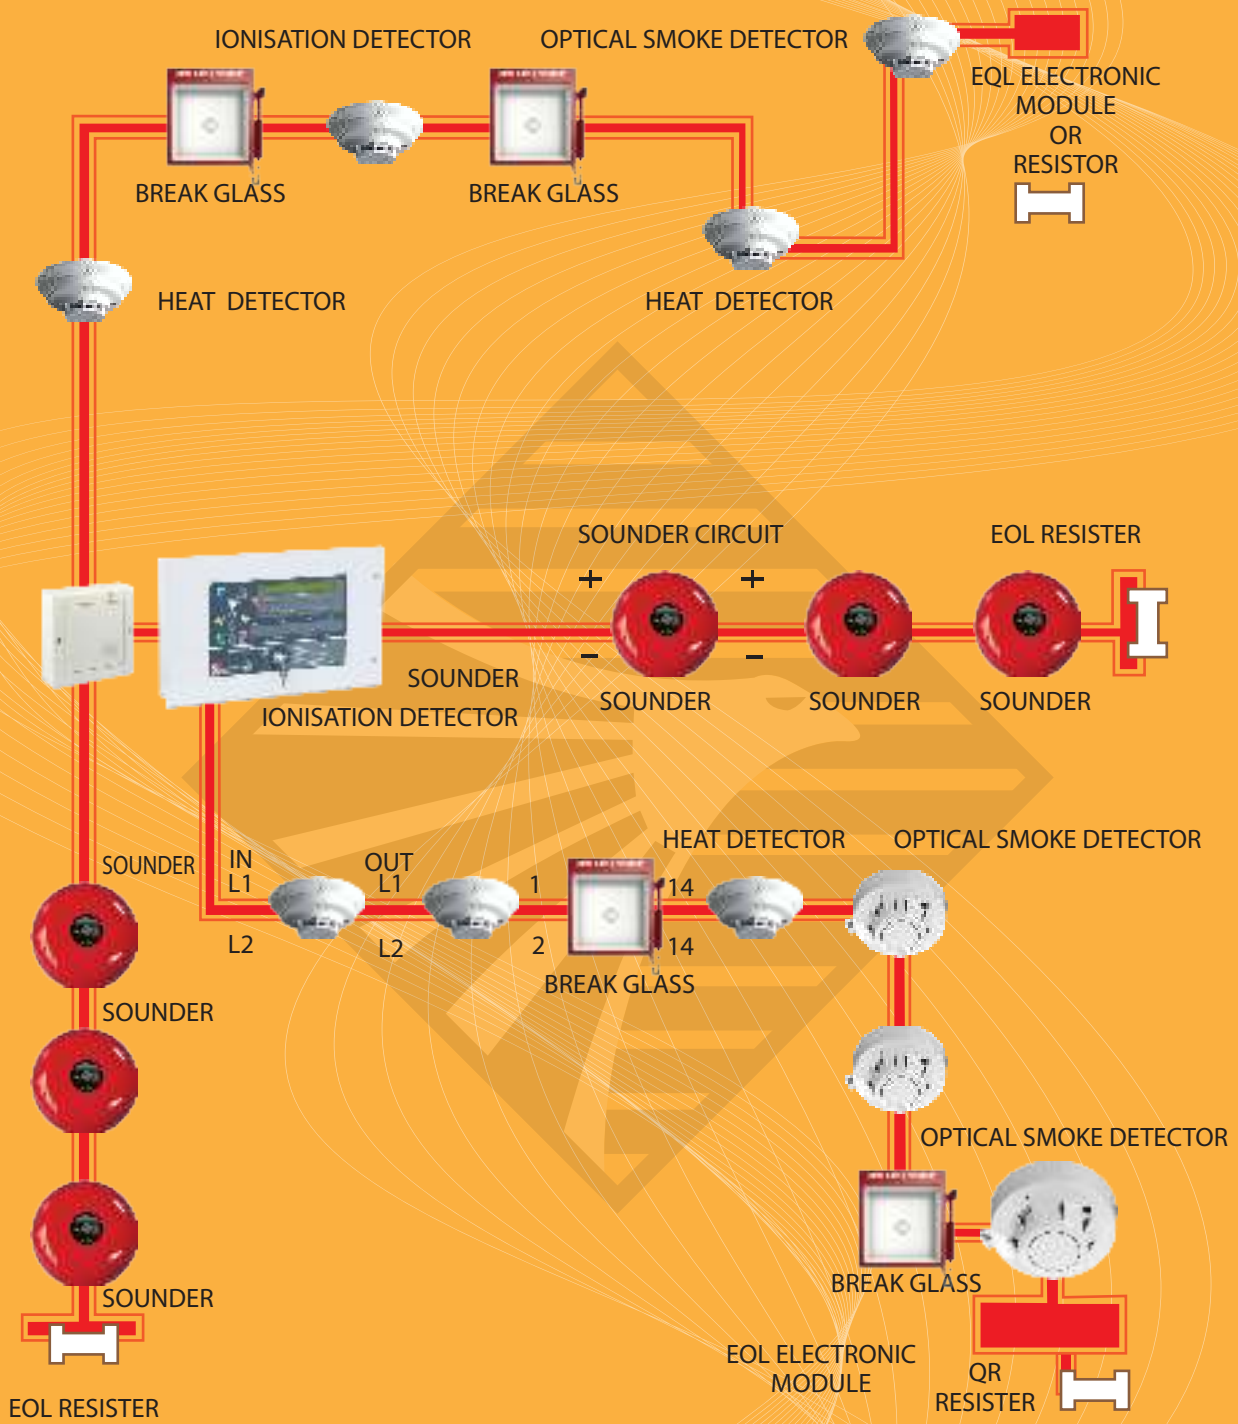 IONISATION DETECTOR
OPTICAL SMOKE DETECTOR
EQL ELECTRONIC
MODULE
OR
RESISTOR
BREAK GLASS
BREAK GLASS
HEAT DETECTOR
HEAT DETECTOR
SOUNDER CIRCUIT
EOL RESISTER
+
+
−
−
SOUNDER
SOUNDER
SOUNDER
SOUNDER
IONISATION DETECTOR
HEAT DETECTOR
OPTICAL SMOKE DETECTOR
SOUNDER
IN
L1
OUT
L1
1
14
L2
L2
2
14
BREAK GLASS
SOUNDER
OPTICAL SMOKE DETECTOR
BREAK GLASS
SOUNDER
EOL ELECTRONIC
MODULE
QR
RESISTER
EOL RESISTER